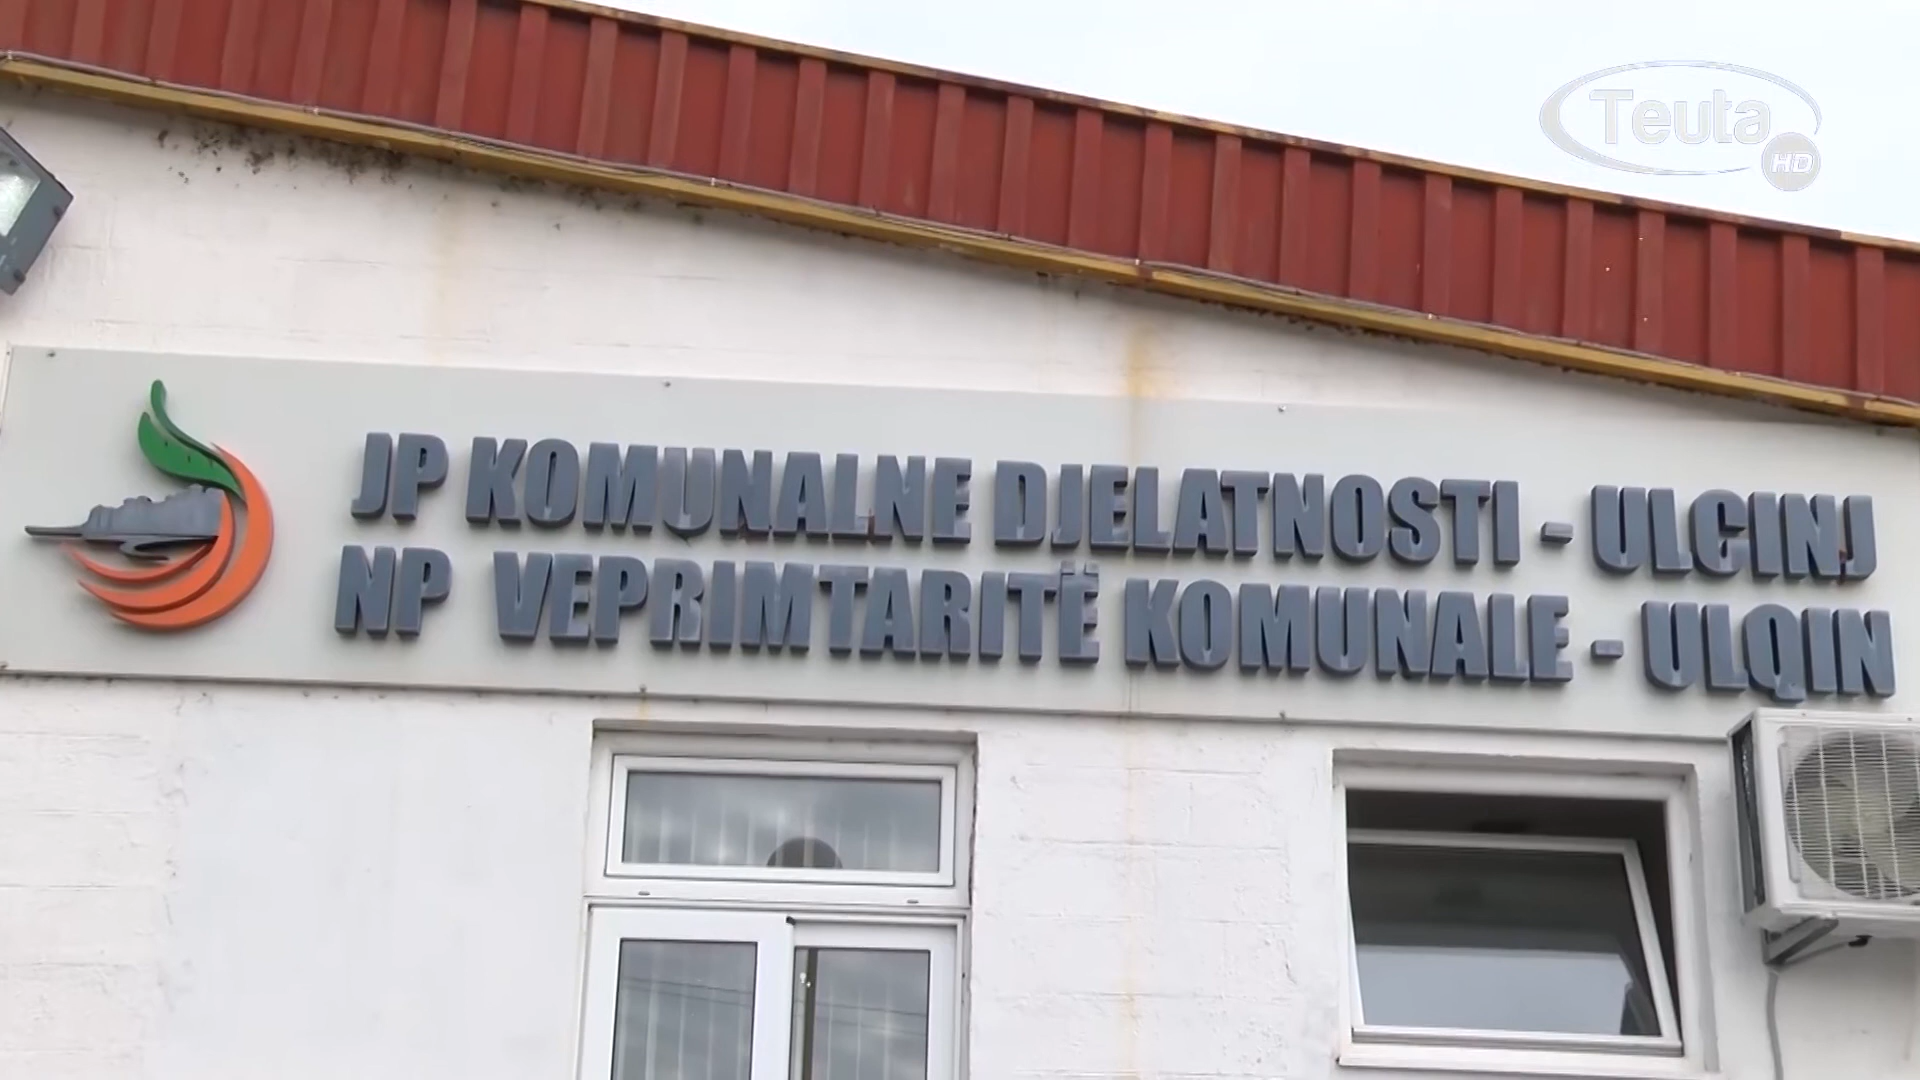 Teuta
HD
JP KOMUNALNE DJELATNOSTI - ULCINJ
NP VEPRIMTARITË KOMUNALE - ULQIN